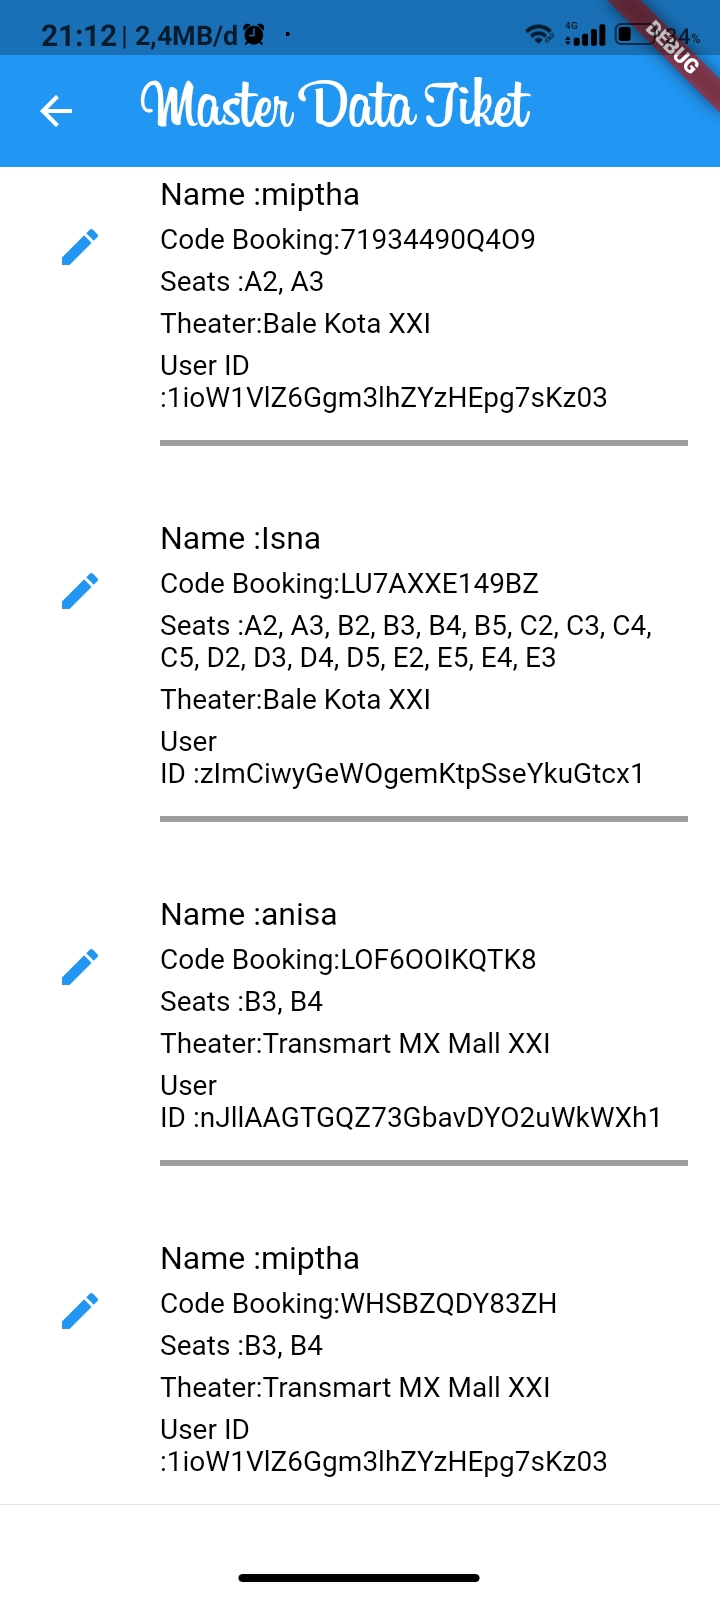 21:12 | 2,4MB/d
4G
34%
DEBUG
Master Data Tiket
Name :miptha
Code Booking:71934490Q4O9
Seats :A2, A3
Theater:Bale Kota XXI
User ID
:1ioW1VlZ6Ggm3lhZYzHEpg7sKz03
Name :Isna
Code Booking:LU7AXXE149BZ
Seats :A2, A3, B2, B3, B4, B5, C2, C3, C4,
C5, D2, D3, D4, D5, E2, E5, E4, E3
Theater:Bale Kota XXI
User
ID :zImCiwyGeWOgemKtpSseYkuGtcx1
Name :anisa
Code Booking:LOF6OOIKQTK8
Seats :B3, B4
Theater:Transmart MX Mall XXI
User
ID :nJllAAGTGQZ73GbavDYO2uWkWXh1
Name :miptha
Code Booking:WHSBZQDY83ZH
Seats :B3, B4
Theater:Transmart MX Mall XXI
User ID
:1ioW1VlZ6Ggm3lhZYzHEpg7sKz03